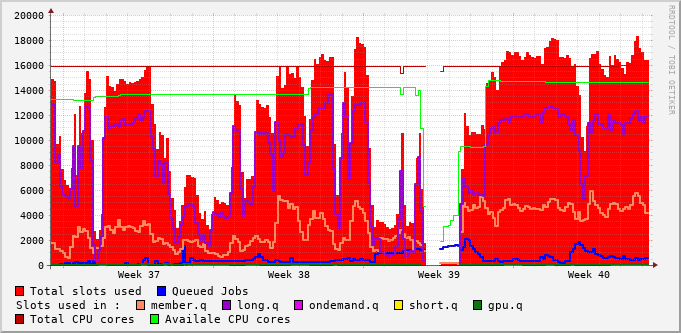 RRDTOOL / TOBI OETIKER
20000
18000
16000
14000
12000
10000
8000
6000
4000
2000
0
Week 37 Week 38 Week 39 Week 40
Total slots used Queued Jobs
Slots used in : member.q long.q ondemand.q short.q gpu.q
Total CPU cores Availale CPU cores